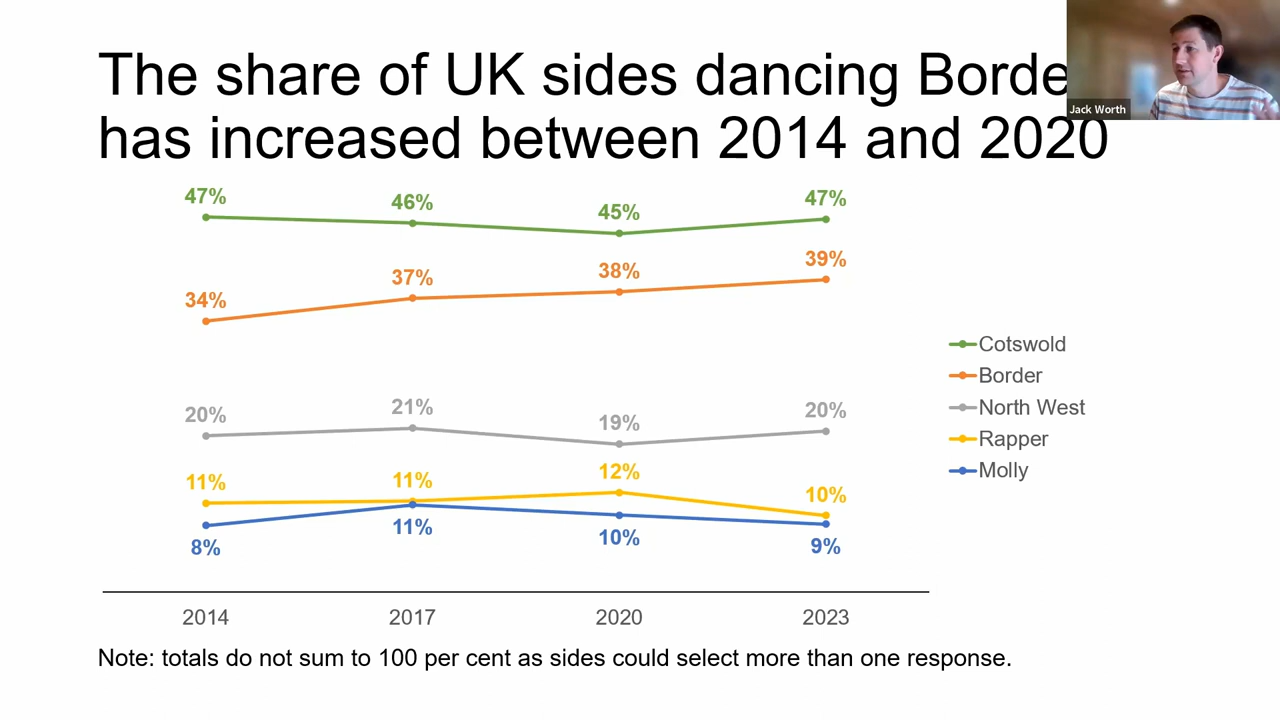 The share of UK sides dancing Borde
has increased between 2014 and 2020
Jack Worth
47%
46%
45%
47%
34%
37%
38%
39%
20%
21%
19%
20%
11%
11%
12%
10%
8%
11%
10%
9%
Cotswold
Border
North West
Rapper
Molly
2014
2017
2020
2023
Note: totals do not sum to 100 per cent as sides could select more than one response.